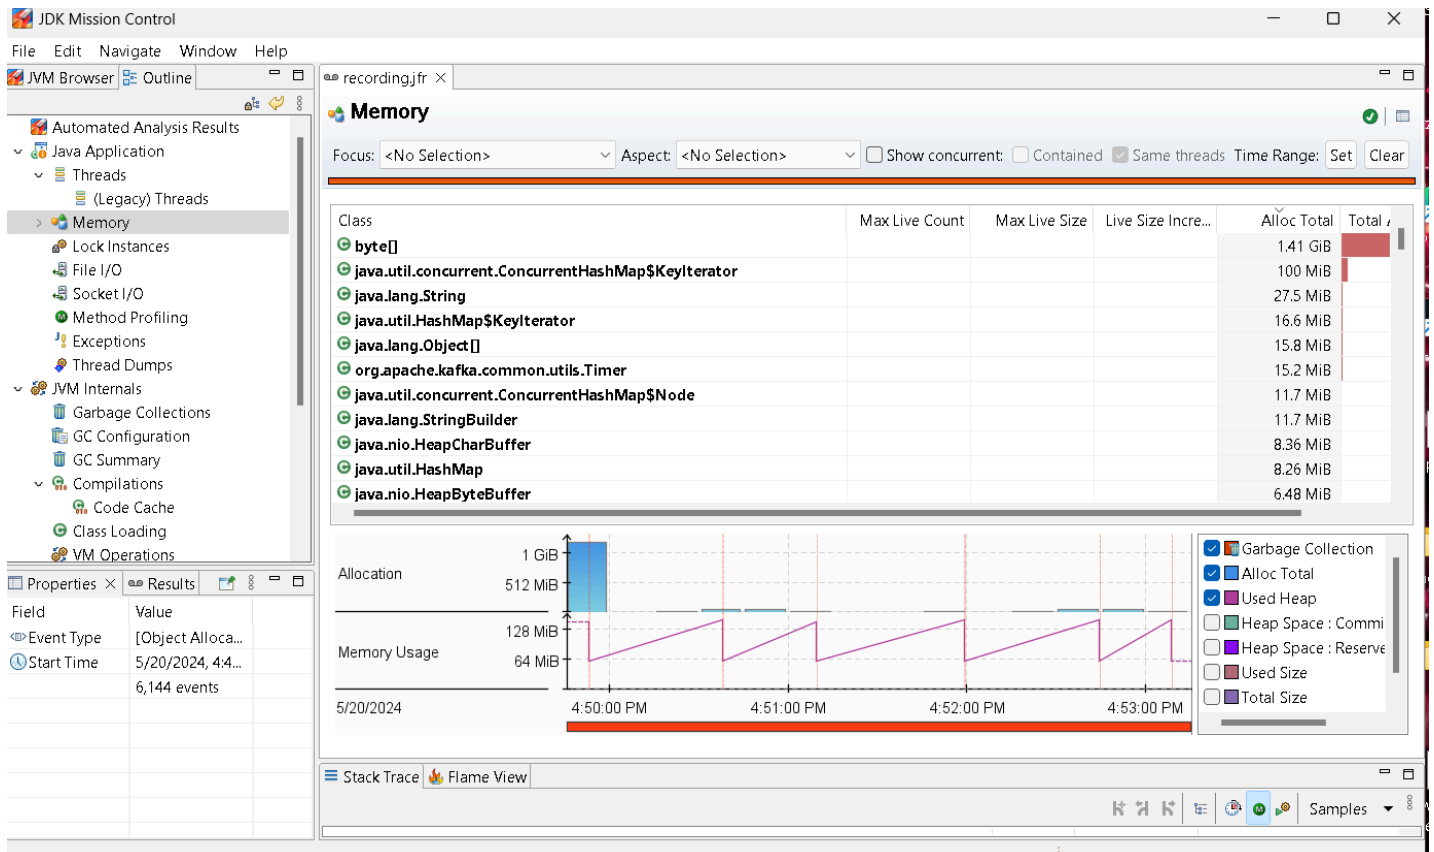 JDK Mission Control
File Edit Navigate Window Help
JVM Browser Outline
Automated Analysis Results
Java Application
Threads
(Legacy) Threads
Memory
Lock Instances
File I/O
Socket I/O
Method Profiling
Exceptions
Thread Dumps
JVM Internals
Garbage Collections
GC Configuration
GC Summary
Compilations
Code Cache
Class Loading
VM Operations
Properties Results
Field Value
Event Type [Object Alloca...
Start Time 5/20/2024, 4:4...
6,144 events
recording.jfr
Memory
Focus: <No Selection> Aspect: <No Selection> Show concurrent: Contained Same threads Time Range: Set Clear
Class Max Live Count Max Live Size Live Size Incre... Alloc Total Total
byte[] 1.41 GiB
java.util.concurrent.ConcurrentHashMap$KeyIterator 100 MiB
java.lang.String 27.5 MiB
java.util.HashMap$KeyIterator 16.6 MiB
java.lang.Object[] 15.8 MiB
org.apache.kafka.common.utils.Timer 15.2 MiB
java.util.concurrent.ConcurrentHashMap$Node 11.7 MiB
java.lang.StringBuilder 11.7 MiB
java.nio.HeapCharBuffer 8.36 MiB
java.util.HashMap 8.26 MiB
java.nio.HeapByteBuffer 6.48 MiB
Allocation
1 GiB
512 MiB
Memory Usage
128 MiB
64 MiB
5/20/2024 4:50:00 PM 4:51:00 PM 4:52:00 PM 4:53:00 PM
Garbage Collection
Alloc Total
Used Heap
Heap Space : Commi
Heap Space : Reserve
Used Size
Total Size
Stack Trace Flame View
Samples